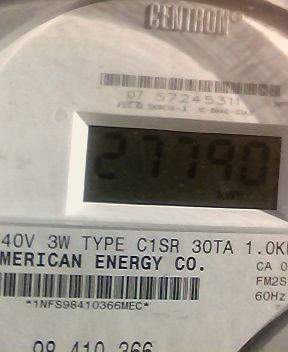 CENTRON®
07 57245311
27790
40V 3W TYPE C1SR 30TA 1.0K
MERICAN ENERGY CO.
CA 0
FM2S
60Hz
*1NFS98410366MEC*
98 410 366